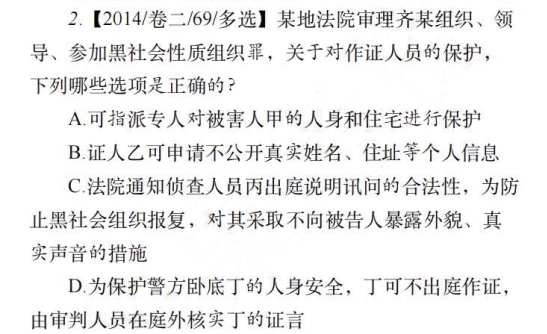 2.【2014/卷二/69/多选】某地法院审理齐某组织、领
导、参加黑社会性质组织罪，关于对作证人员的保护，
下列哪些选项是正确的？
A.可指派专人对被害人甲的人身和住宅进行保护
B.证人乙可申请不公开真实姓名、住址等个人信息
C.法院通知侦查人员丙出庭说明讯问的合法性，为防
止黑社会组织报复，对其采取不向被告人暴露外貌、真
实声音的措施
D.为保护警方卧底丁的人身安全，丁可不出庭作证，
由审判人员在庭外核实丁的证言